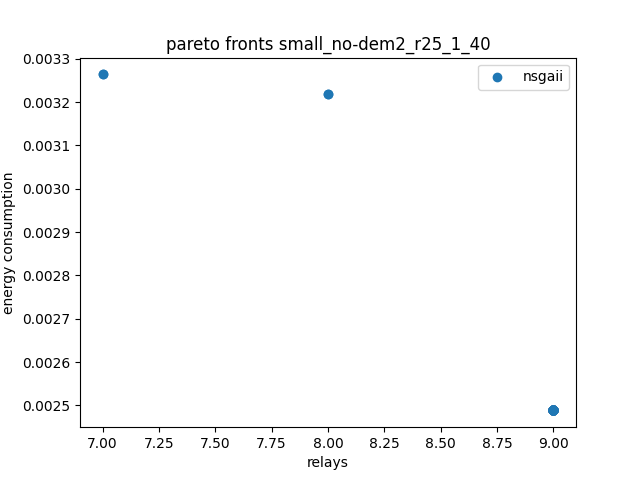 pareto fronts small_no-dem2_r25_1_40
nsgaii
energy consumption
0.0033
0.0032
0.0031
0.0030
0.0029
0.0028
0.0027
0.0026
0.0025
7.00 7.25 7.50 7.75 8.00 8.25 8.50 8.75 9.00
relays